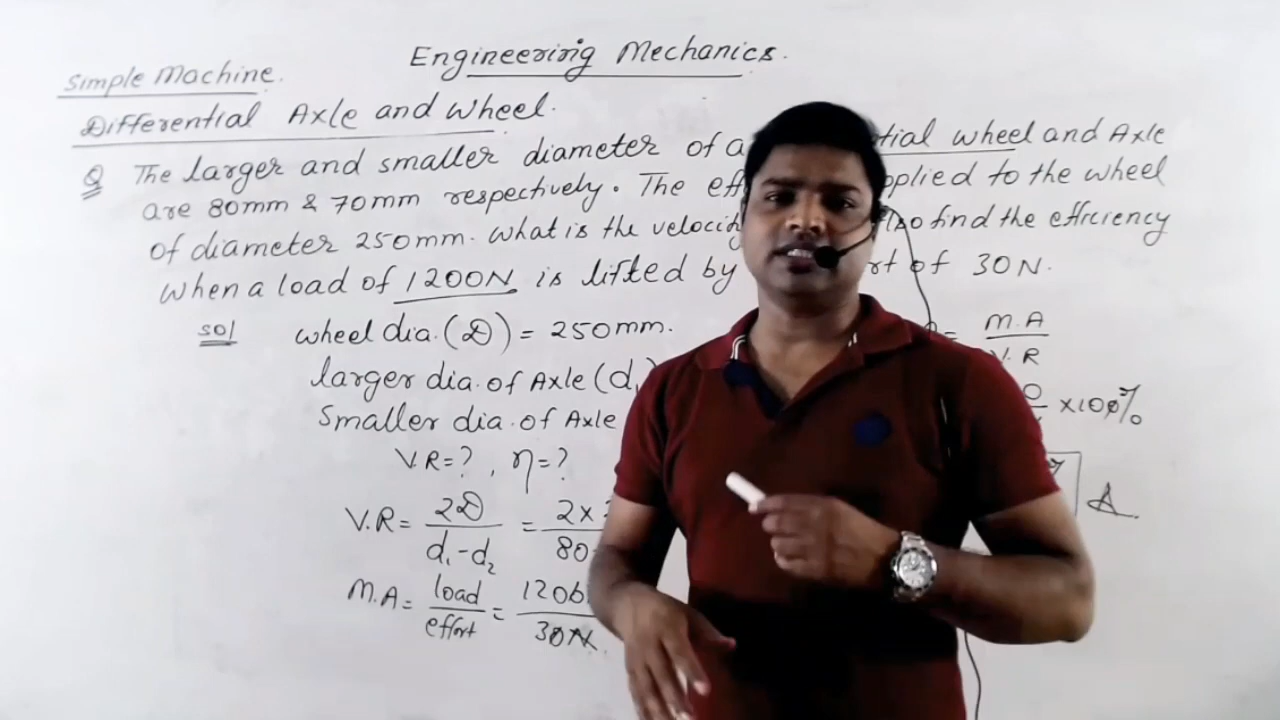 Engineering Mechanics.
Simple Machine.
Differential Axle and Wheel.
Q The larger and smaller diameter of a tial wheel and Axle
are 80mm & 70mm respectively. The eff pplied to the wheel
of diameter 250mm. What is the velocit lso find the efficiency
when a load of 1200N is lifted by rt of 30N.
Sol wheel dia. (D) = 250mm.
larger dia. of Axle (d
Smaller dia. of Axle
V.R=? , η=?
V.R= 2D / d1-d2 = 2x / 80
M.A= load / effort = 120 / 30N
= M.A / V.R
0 x100%